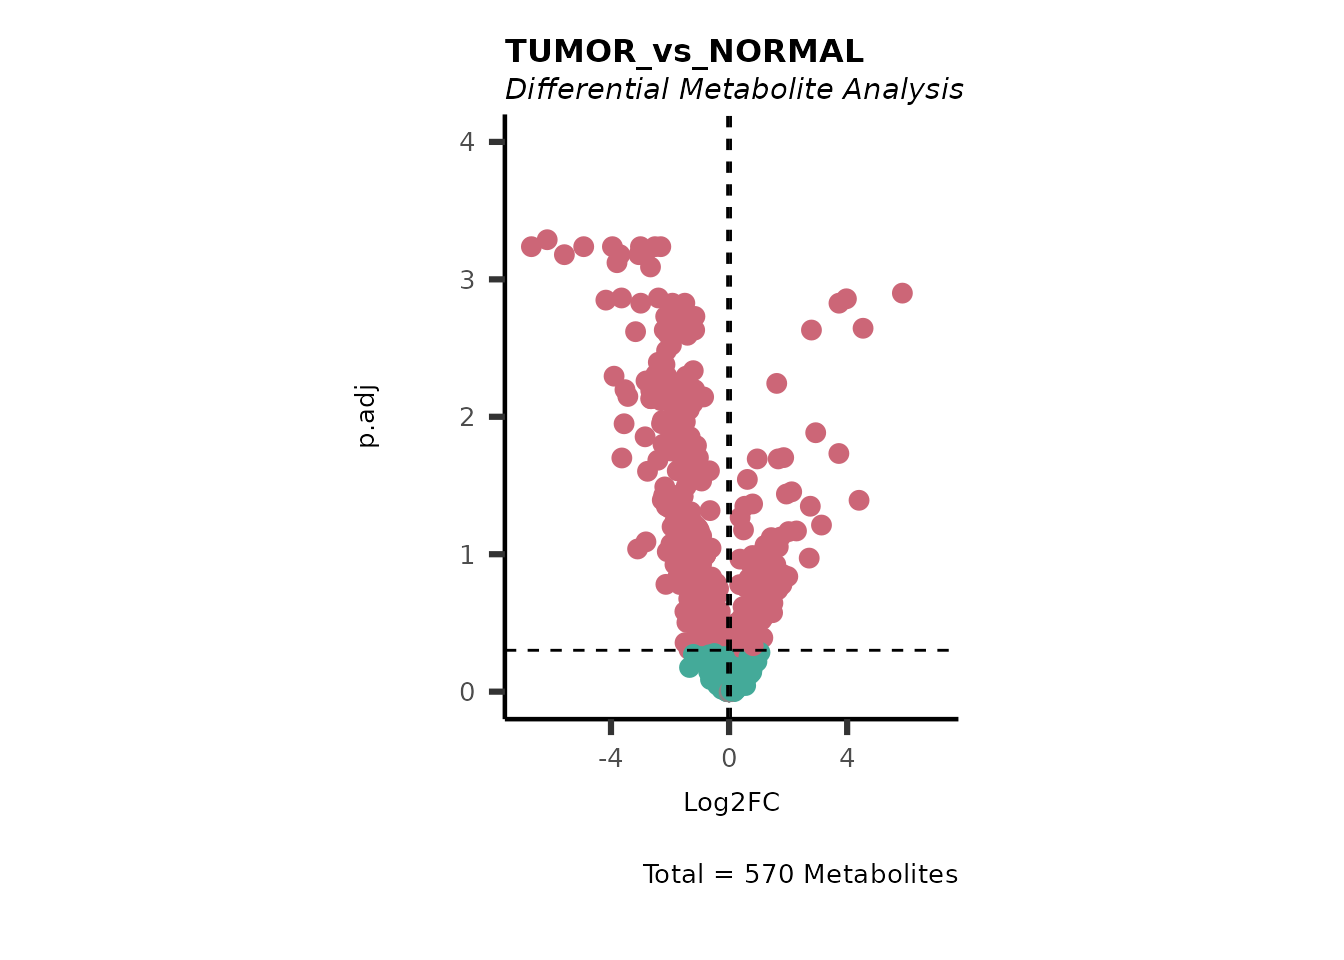 TUMOR_vs_NORMAL
Differential Metabolite Analysis
4
3
2
1
0
p.adj
-4 0 4
Log2FC
Total = 570 Metabolites